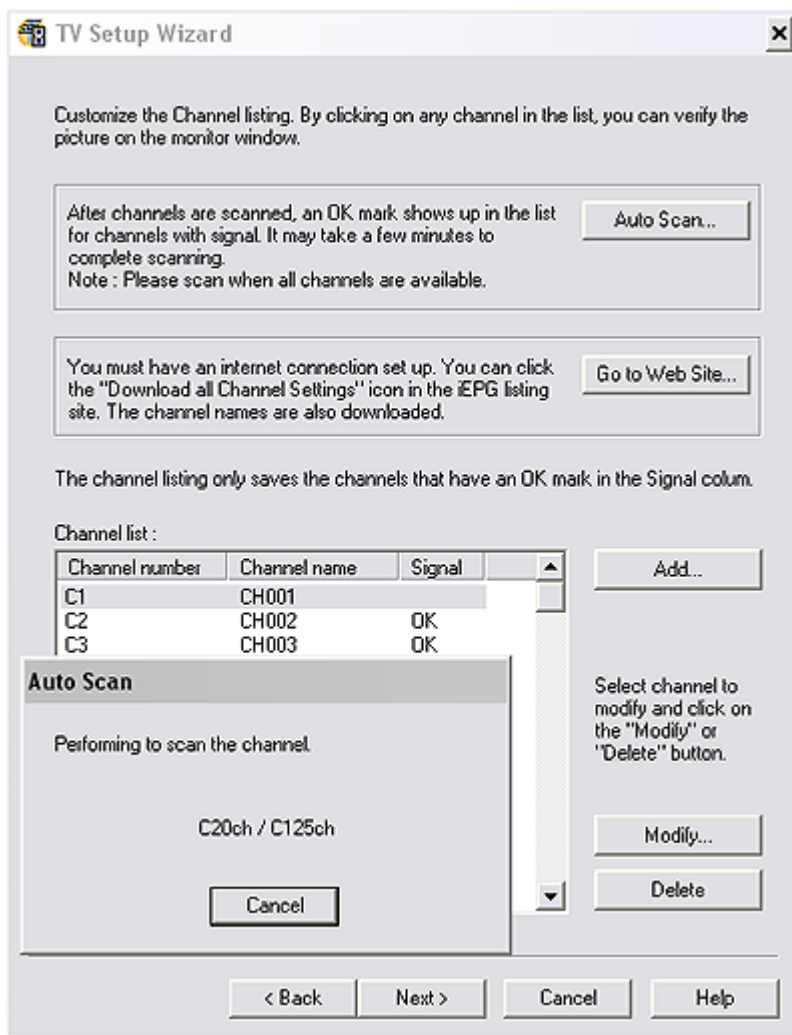 TV Setup Wizard
Customize the Channel listing. By clicking on any channel in the list, you can verify the
picture on the monitor window.
After channels are scanned, an OK mark shows up in the list
for channels with signal. It may take a few minutes to
complete scanning.
Note : Please scan when all channels are available.
Auto Scan...
You must have an internet connection set up. You can click
the "Download all Channel Settings" icon in the iEPG listing
site. The channel names are also downloaded.
Go to Web Site...
The channel listing only saves the channels that have an OK mark in the Signal colum.
Channel list :
Channel number Channel name Signal
C1 CH001
C2 CH002 OK
C3 CH003 OK
Add...
Select channel to
modify and click on
the "Modify" or
"Delete" button.
Modify...
Delete
Auto Scan
Performing to scan the channel.
C20ch / C125ch
Cancel
< Back Next > Cancel Help